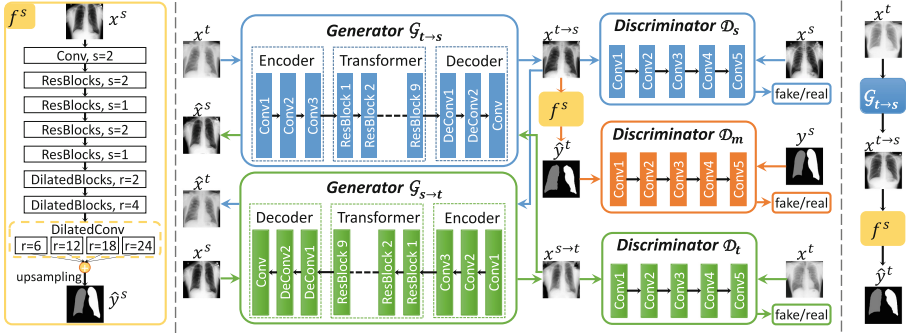 f^s
x^s
Conv, s=2
ResBlocks, s=2
ResBlocks, s=1
ResBlocks, s=2
ResBlocks, s=1
DilatedBlocks, r=2
DilatedBlocks, r=4
DilatedConv
r=6 r=12 r=18 r=24
+
upsampling
ŷ^s
x^t
x̂^s
x̂^t
x^s
Generator 𝒢_{t→s}
Encoder Transformer Decoder
Conv1 Conv2 Conv3 ResBlock 1 ResBlock 2 ResBlock 9 DeConv1 DeConv2 Conv
Generator 𝒢_{s→t}
Decoder Transformer Encoder
Conv DeConv2 DeConv1 ResBlock 9 ResBlock 2 ResBlock 1 Conv3 Conv2 Conv1
x^{t→s}
f^s
ŷ^t
x^{s→t}
Discriminator 𝒟_s
Conv1 Conv2 Conv3 Conv4 Conv5
x^s
fake/real
Discriminator 𝒟_m
Conv1 Conv2 Conv3 Conv4 Conv5
y^s
fake/real
Discriminator 𝒟_t
Conv1 Conv2 Conv3 Conv4 Conv5
x^t
fake/real
x^t
𝒢_{t→s}
x^{t→s}
f^s
ŷ^t